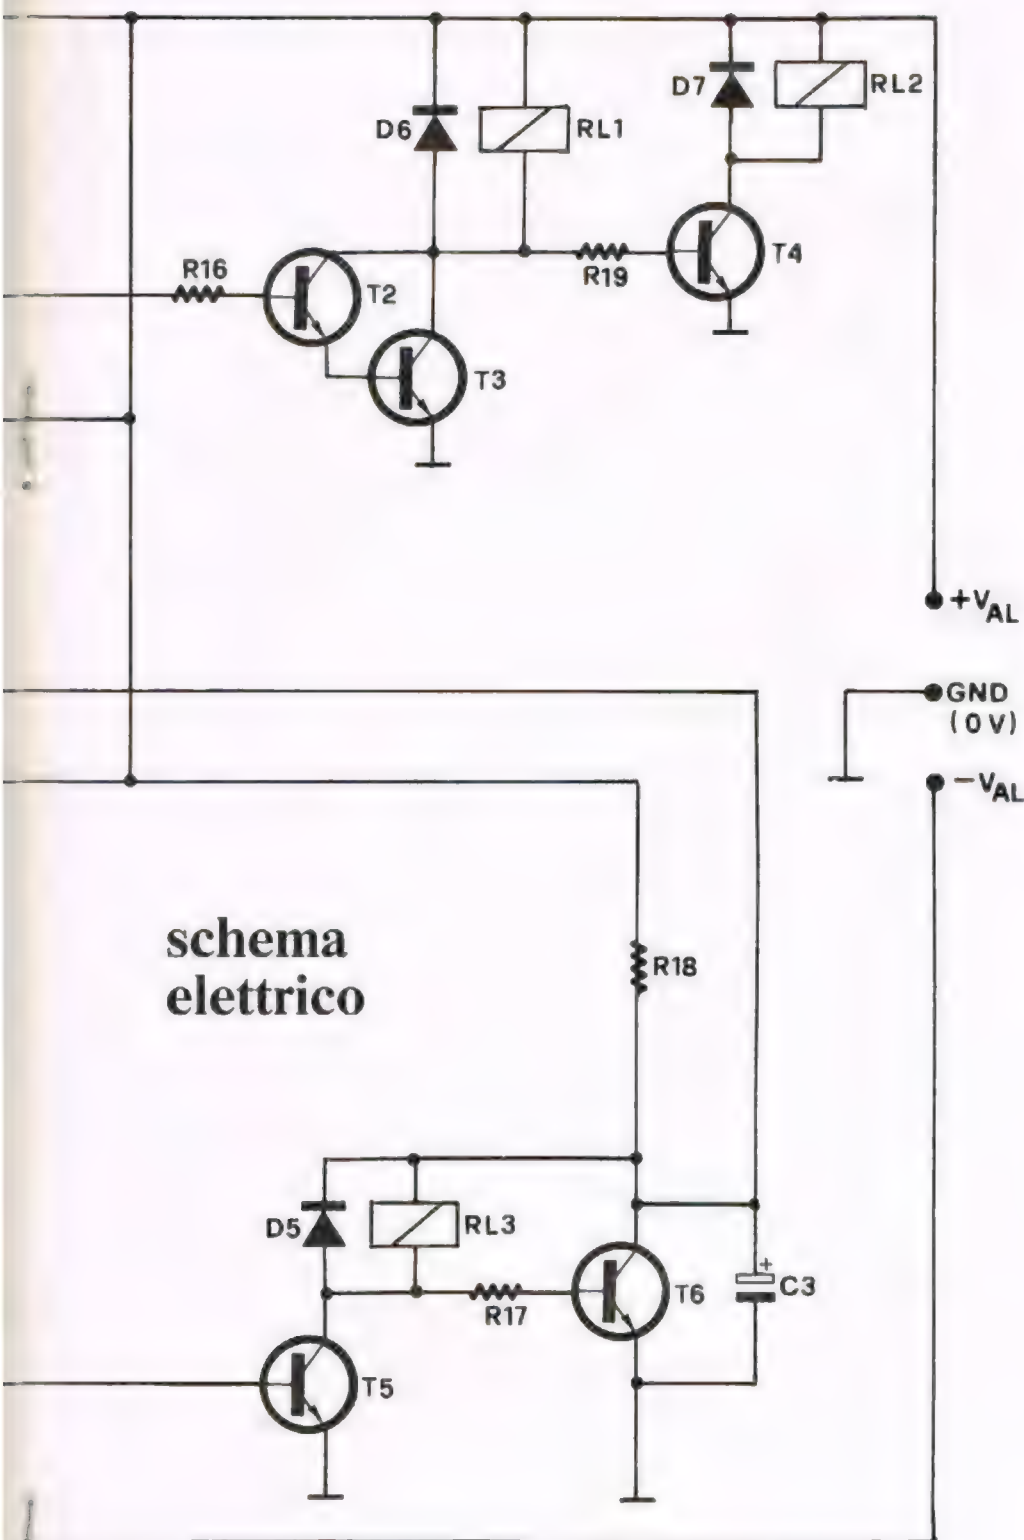 D7
RL2
D6
RL1
R16
T2
R19
T4
T3
+VAL
GND
(0 V)
−VAL
schema
elettrico
R18
D5
RL3
R17
T6
+
C3
T5